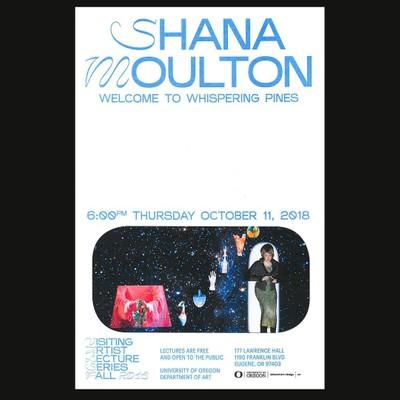 SHANA
MOULTON
WELCOME TO WHISPERING PINES
6:00PM THURSDAY OCTOBER 11, 2018
VISITING
ARTIST
LECTURE
SERIES
FALL 2018
LECTURES ARE FREE
AND OPEN TO THE PUBLIC
UNIVERSITY OF OREGON
DEPARTMENT OF ART
177 LAWRENCE HALL
1190 FRANKLIN BLVD
EUGENE, OR 97403
OREGON